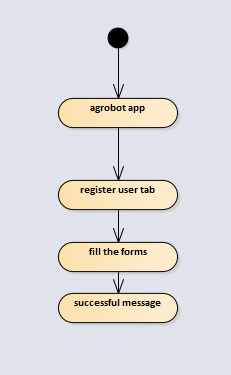 agrobot app
register user tab
fill the forms
successful message